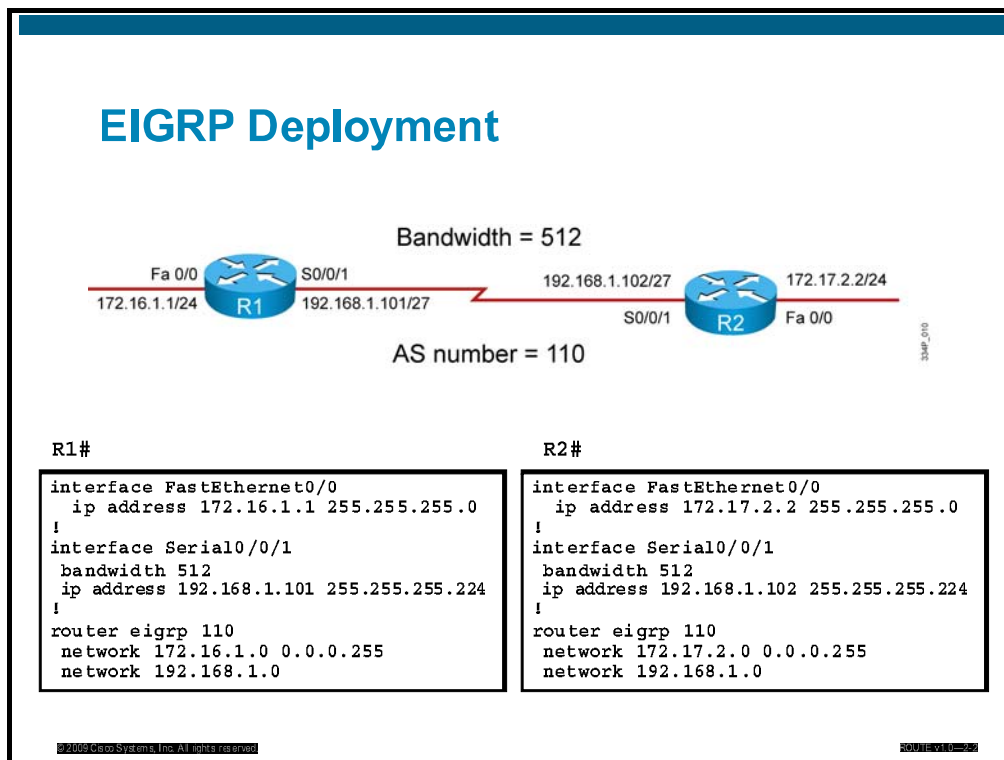 EIGRP Deployment
Bandwidth = 512
Fa 0/0
S0/0/1
172.16.1.1/24
R1
192.168.1.101/27
192.168.1.102/27
172.17.2.2/24
S0/0/1
R2
Fa 0/0
AS number = 110
334P_010
R1#
interface FastEthernet0/0
ip address 172.16.1.1 255.255.255.0
!
interface Serial0/0/1
bandwidth 512
ip address 192.168.1.101 255.255.255.224
!
router eigrp 110
network 172.16.1.0 0.0.0.255
network 192.168.1.0
R2#
interface FastEthernet0/0
ip address 172.17.2.2 255.255.255.0
!
interface Serial0/0/1
bandwidth 512
ip address 192.168.1.102 255.255.255.224
!
router eigrp 110
network 172.17.2.0 0.0.0.255
network 192.168.1.0
© 2009 Cisco Systems, Inc. All rights reserved.
ROUTE v1.0—2-2